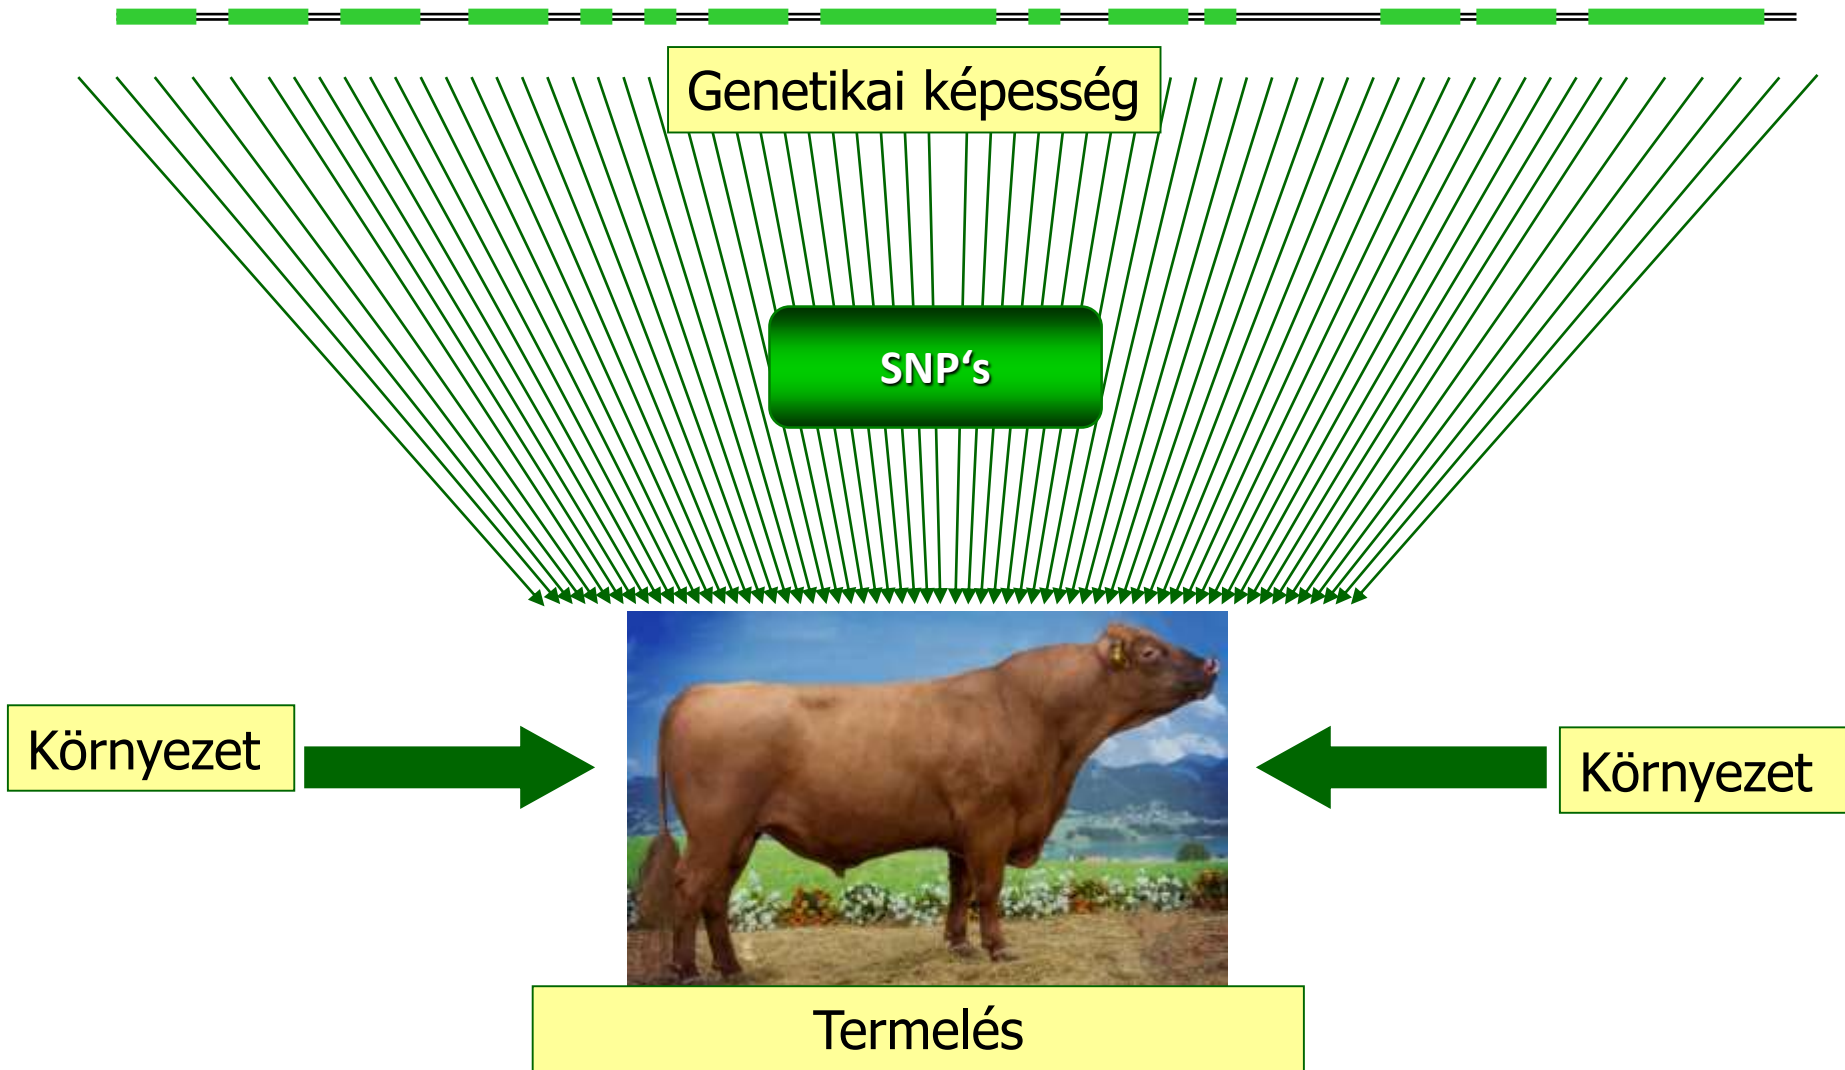 Genetikai képesség
SNP‘s
Környezet
Környezet
Termelés